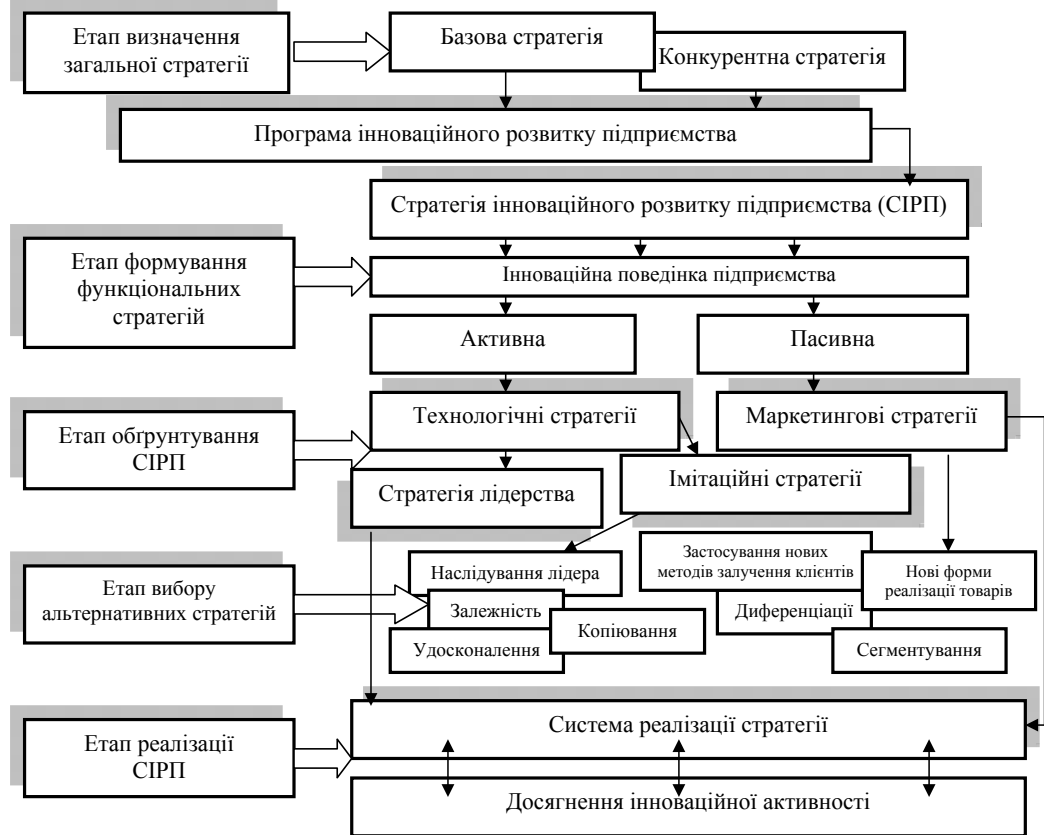 Етап визначення
загальної стратегії
Базова стратегія
Конкурентна стратегія
Програма інноваційного розвитку підприємства
Стратегія інноваційного розвитку підприємства (СІРП)
Етап формування
функціональних
стратегій
Інноваційна поведінка підприємства
Активна
Пасивна
Етап обґрунтування
СІРП
Технологічні стратегії
Маркетингові стратегії
Стратегія лідерства
Імітаційні стратегії
Етап вибору
альтернативних стратегій
Наслідування лідера
Залежність
Удосконалення
Копіювання
Застосування нових
методів залучення клієнтів
Диференціації
Нові форми
реалізації товарів
Сегментування
Етап реалізації
СІРП
Система реалізації стратегії
Досягнення інноваційної активності